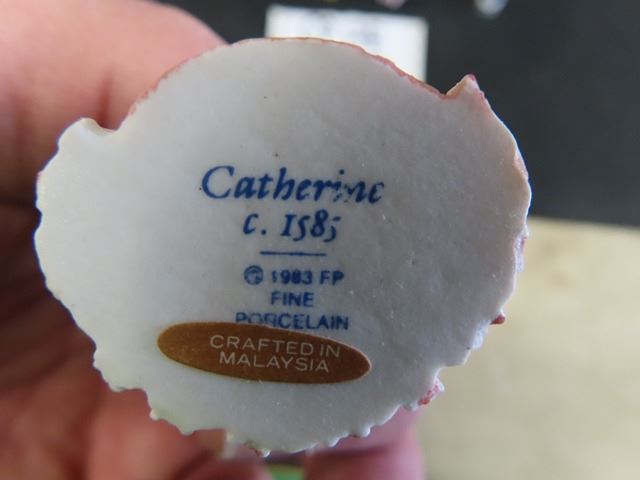 Catherine
c. 1585
© 1983 FP
FINE
PORCELAIN
CRAFTED IN
MALAYSIA